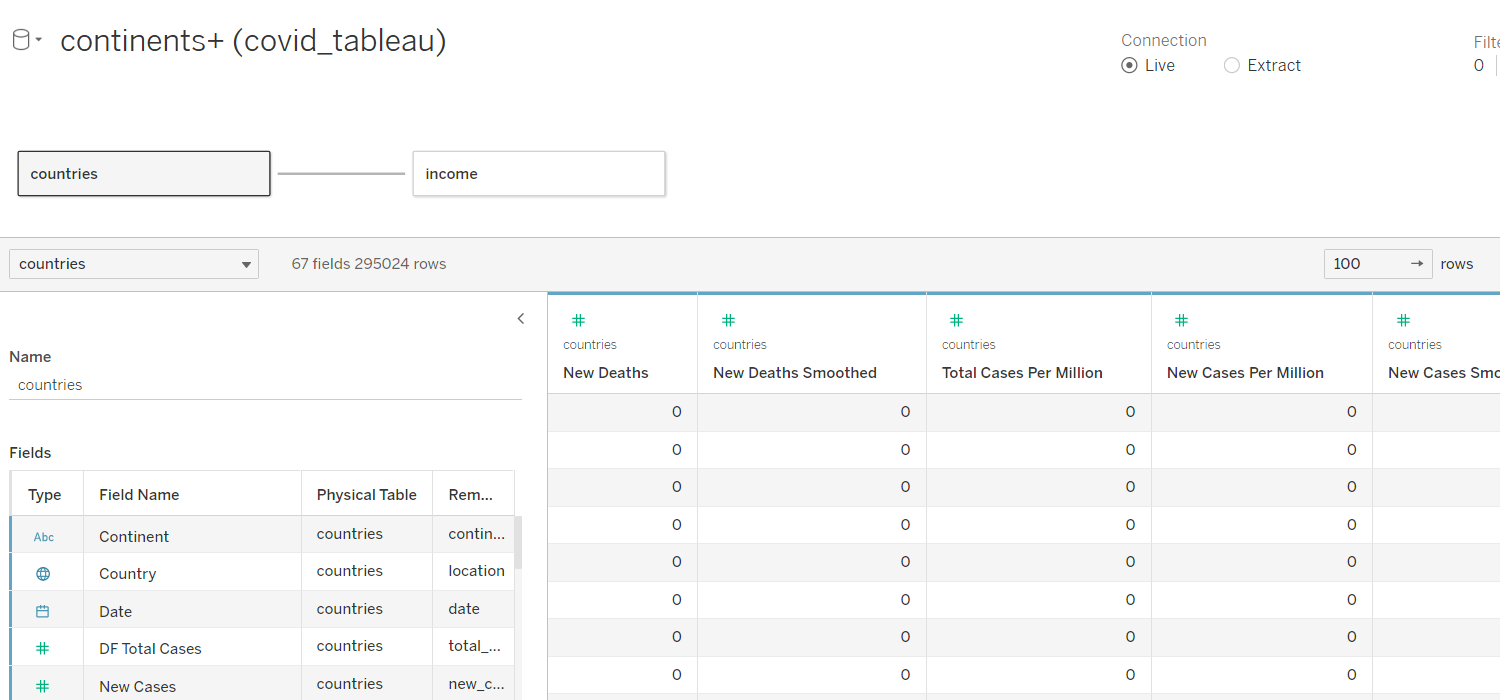 continents+ (covid_tableau)
Connection
Live Extract
Filte
0
countries income
countries 67 fields 295024 rows 100 → rows
Name
countries
Fields
Type Field Name Physical Table Rem...
Abc Continent countries contin...
Country countries location
Date countries date
DF Total Cases countries total_...
New Cases countries new_c...
countries countries countries countries countries
New Deaths New Deaths Smoothed Total Cases Per Million New Cases Per Million New Cases Smo
0 0 0 0
0 0 0 0
0 0 0 0
0 0 0 0
0 0 0 0
0 0 0 0
0 0 0 0
0 0 0 0